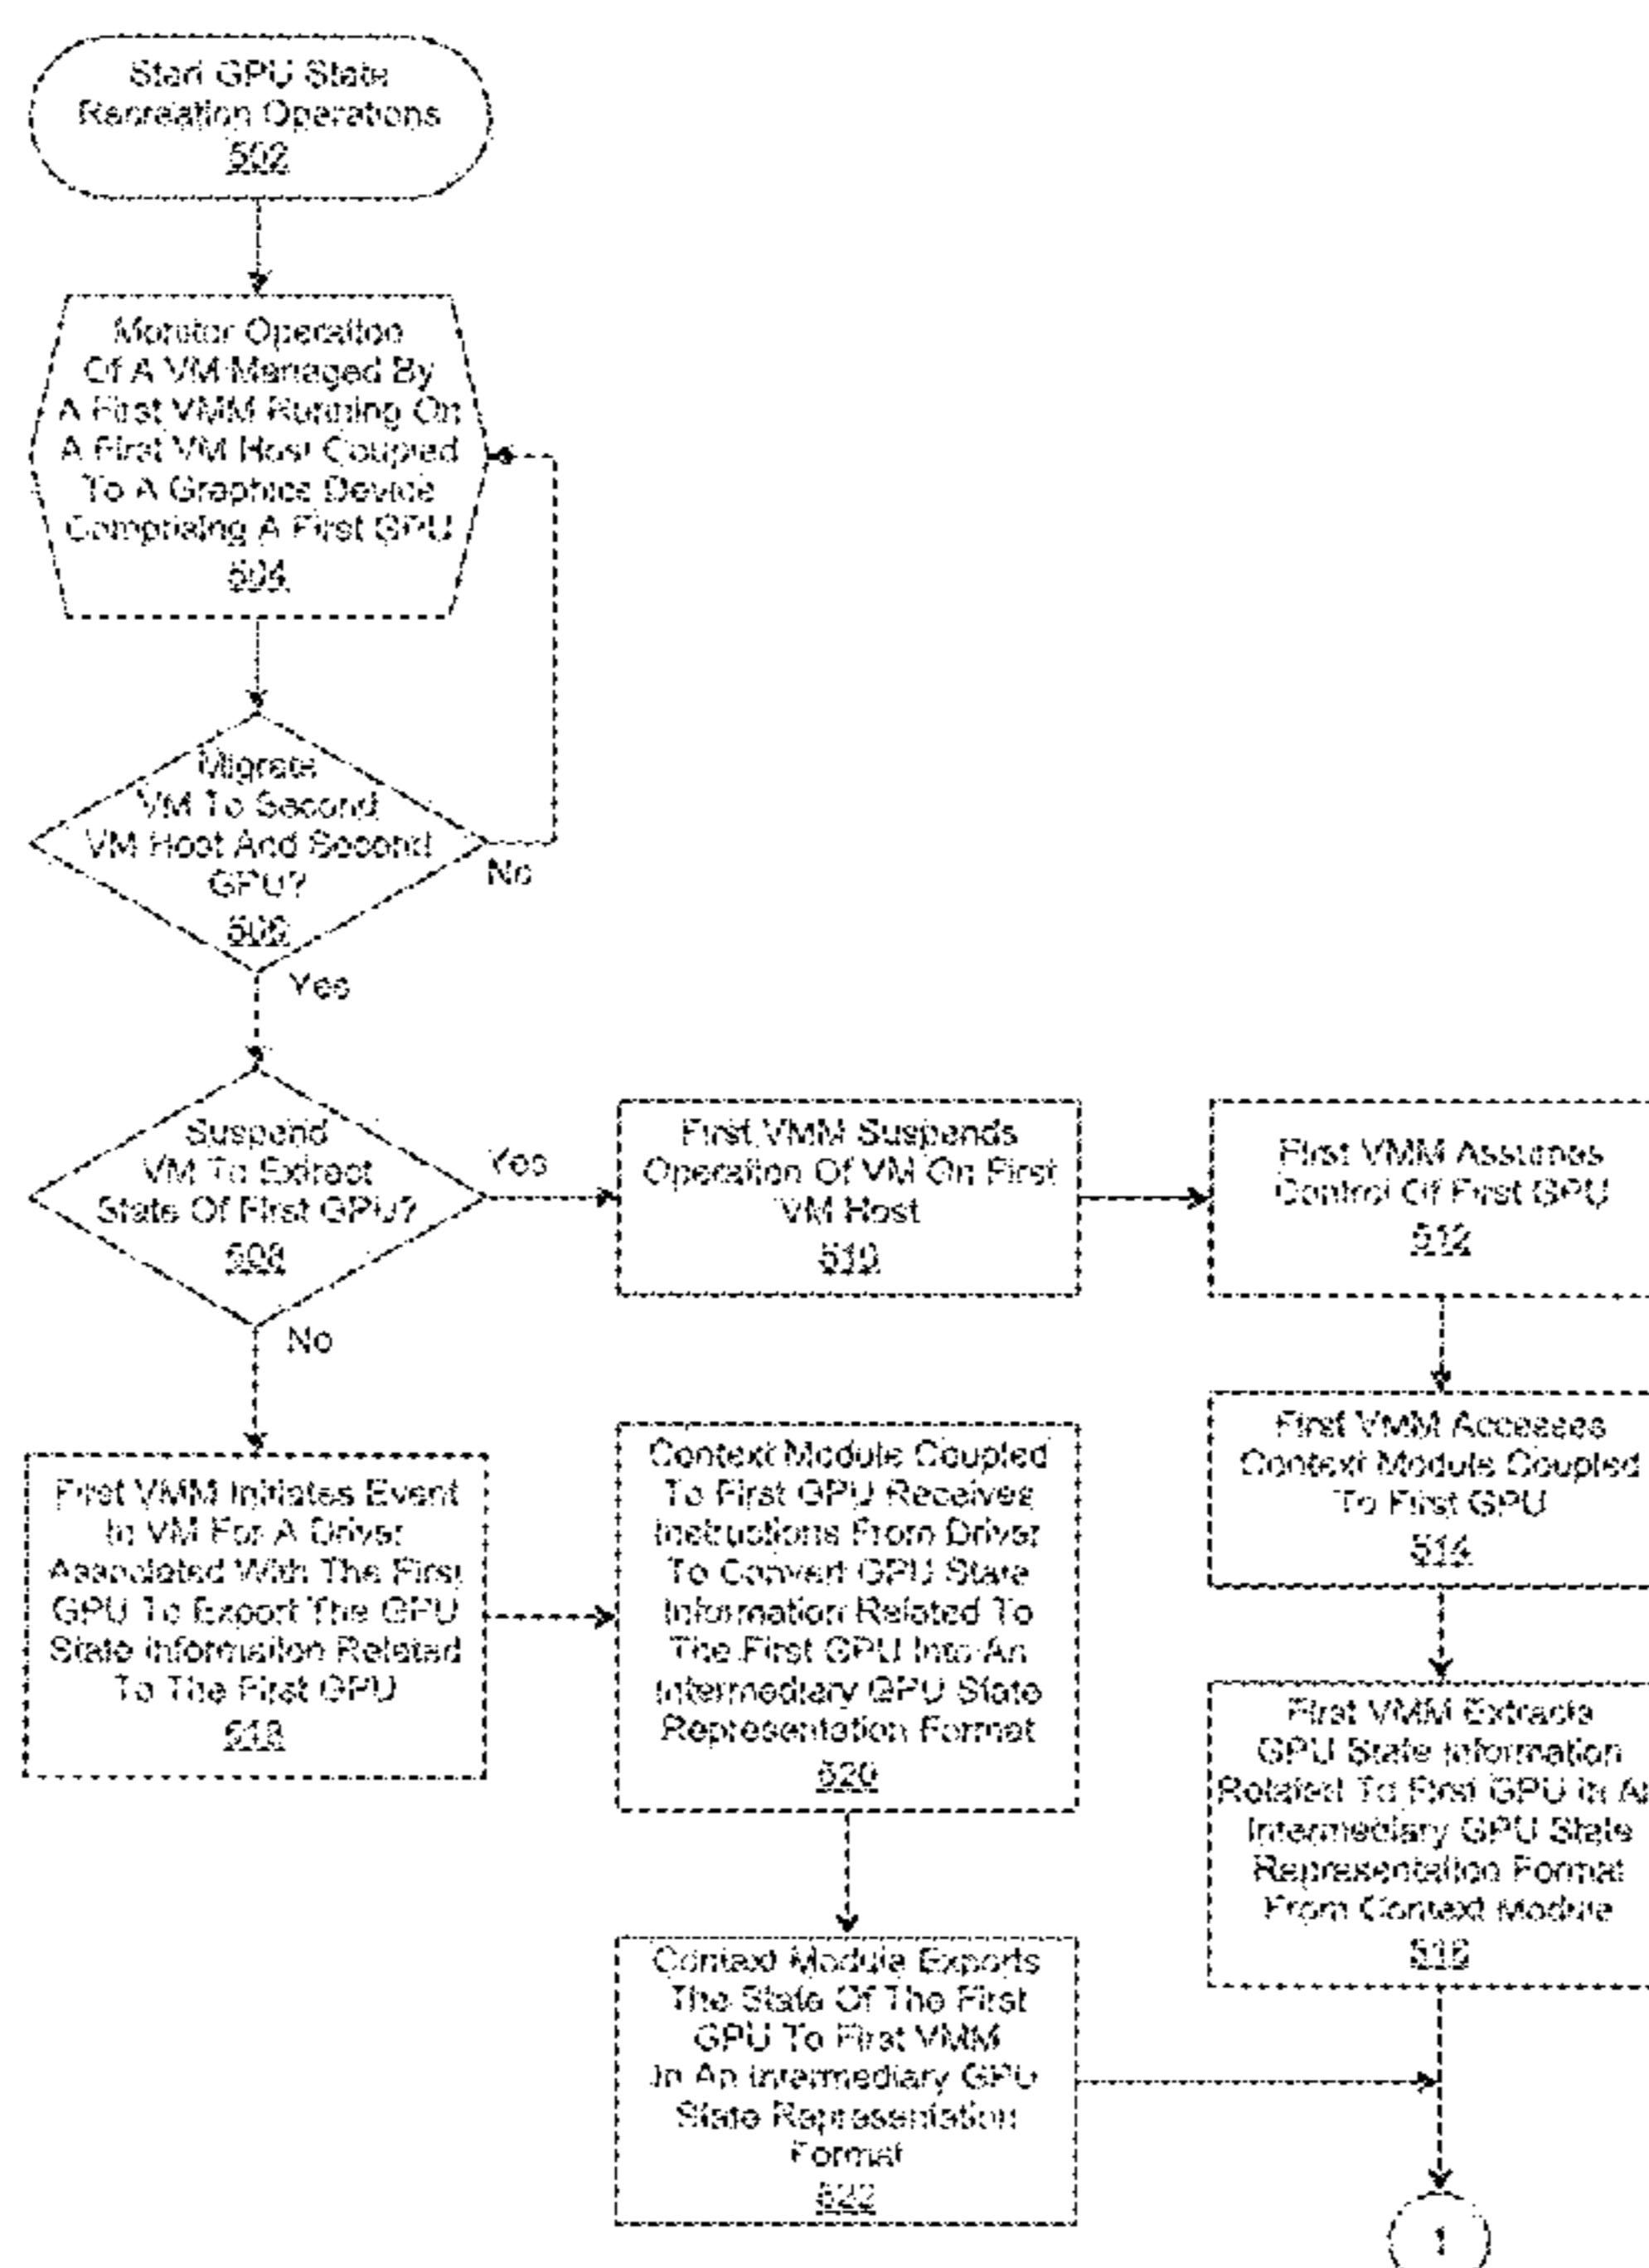 Start GPU State
Recreation Operations
502
Monitor Operation
Of A VM Managed By
A First VMM Running On
A First VM Host Coupled
To A Graphics Device
Comprising A First GPU
504
Migrate
VM To Second
VM Host And Second
GPU?
506
No
Yes
Suspend
VM To Extract
State Of First GPU?
508
Yes
No
First VMM Suspends
Operation Of VM On First
VM Host
510
First VMM Assumes
Control Of First GPU
512
First VMM Accesses
Context Module Coupled
To First GPU
514
First VMM Extracts
GPU State Information
Related To First GPU In
Intermediary GPU State
Representation Format
From Context Module
516
First VMM Initiates Event
In VM For A Driver
Associated With The First
GPU To Export The GPU
State Information Related
To The First GPU
518
Context Module Coupled
To First GPU Receives
Instructions From Driver
To Convert GPU State
Information Related To
The First GPU Into An
Intermediary GPU State
Representation Format
520
Context Module Exports
The State Of The First
GPU To First VMM
In An Intermediary GPU
State Representation
Format
522
1